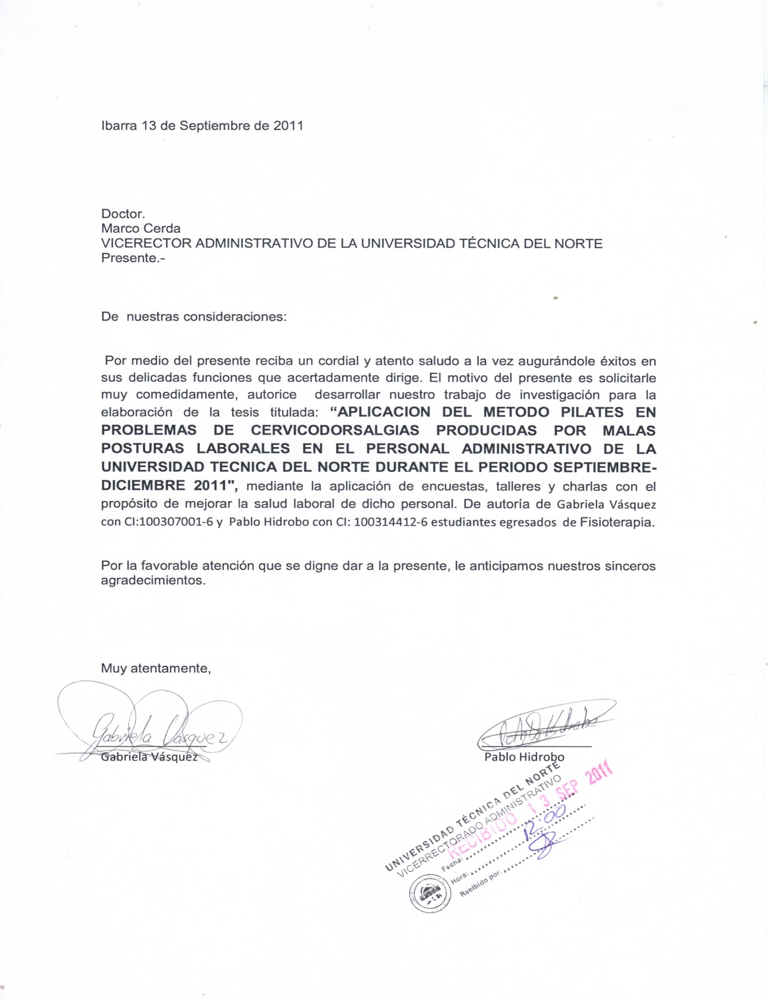 Ibarra 13 de Septiembre de 2011
Doctor.
Marco Cerda
VICERECTOR ADMINISTRATIVO DE LA UNIVERSIDAD TÉCNICA DEL NORTE
Presente.-
De nuestras consideraciones:
Por medio del presente reciba un cordial y atento saludo a la vez augurándole éxitos en
sus delicadas funciones que acertadamente dirige. El motivo del presente es solicitarle
muy comedidamente, autorice desarrollar nuestro trabajo de investigación para la
elaboración de la tesis titulada: “APLICACION DEL METODO PILATES EN
PROBLEMAS DE CERVICODORSALGIAS PRODUCIDAS POR MALAS
POSTURAS LABORALES EN EL PERSONAL ADMINISTRATIVO DE LA
UNIVERSIDAD TECNICA DEL NORTE DURANTE EL PERIODO SEPTIEMBRE-
DICIEMBRE 2011", mediante la aplicación de encuestas, talleres y charlas con el
propósito de mejorar la salud laboral de dicho personal. De autoría de Gabriela Vásquez
con CI:100307001-6 y Pablo Hidrobo con CI: 100314412-6 estudiantes egresados de Fisioterapia.
Por la favorable atención que se digne dar a la presente, le anticipamos nuestros sinceros
agradecimientos.
Muy atentamente,
Gabriela Vásquez
Gabriela Vásquez
Pablo Hidrobo
UNIVERSIDAD TÉCNICA DEL NORTE
VICERRECTORADO ADMINISTRATIVO
RECIBIDO 13 SEP 2011
Fecha:
Hora: 12:00
Recibido por: